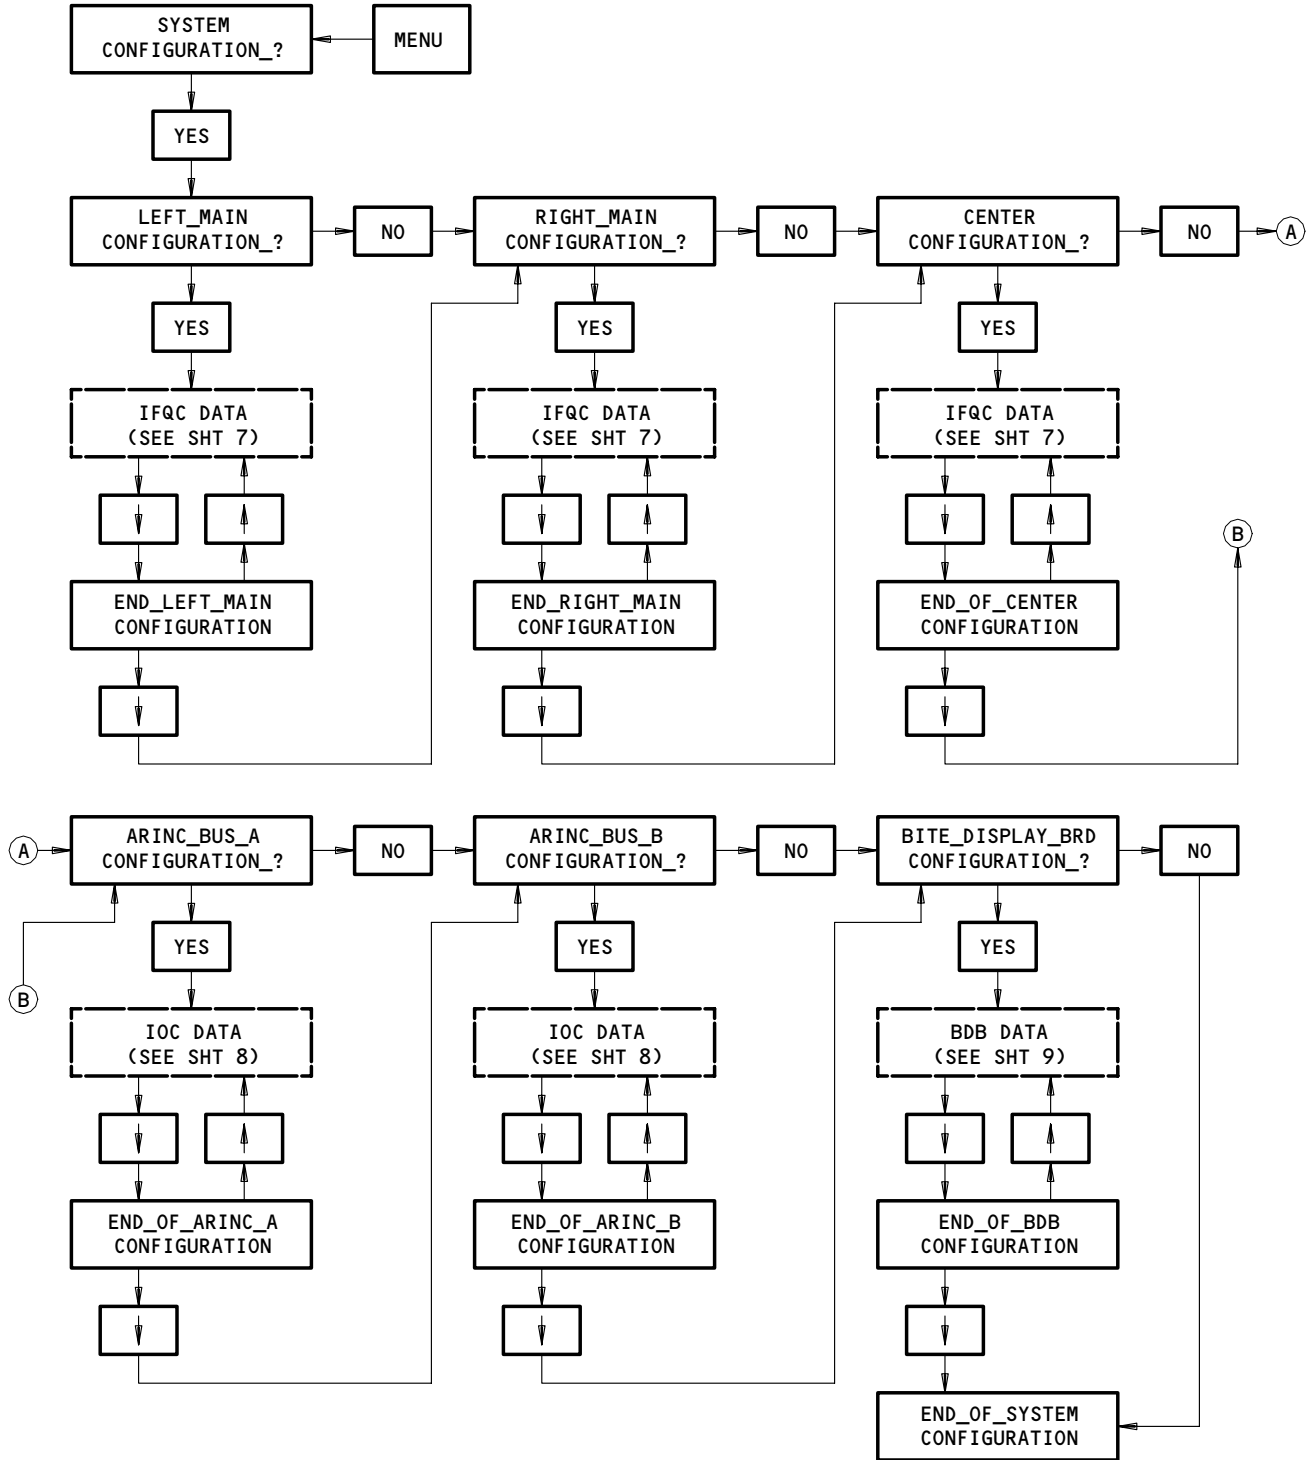 SYSTEM
CONFIGURATION_?
MENU
YES
LEFT_MAIN
CONFIGURATION_?
NO
RIGHT_MAIN
CONFIGURATION_?
NO
CENTER
CONFIGURATION_?
NO
A
YES
YES
YES
IFQC DATA
(SEE SHT 7)
IFQC DATA
(SEE SHT 7)
IFQC DATA
(SEE SHT 7)
B
END_LEFT_MAIN
CONFIGURATION
END_RIGHT_MAIN
CONFIGURATION
END_OF_CENTER
CONFIGURATION
A
ARINC_BUS_A
CONFIGURATION_?
NO
ARINC_BUS_B
CONFIGURATION_?
NO
BITE_DISPLAY_BRD
CONFIGURATION_?
NO
YES
YES
YES
B
IOC DATA
(SEE SHT 8)
IOC DATA
(SEE SHT 8)
BDB DATA
(SEE SHT 9)
END_OF_ARINC_A
CONFIGURATION
END_OF_ARINC_B
CONFIGURATION
END_OF_BDB
CONFIGURATION
END_OF_SYSTEM
CONFIGURATION